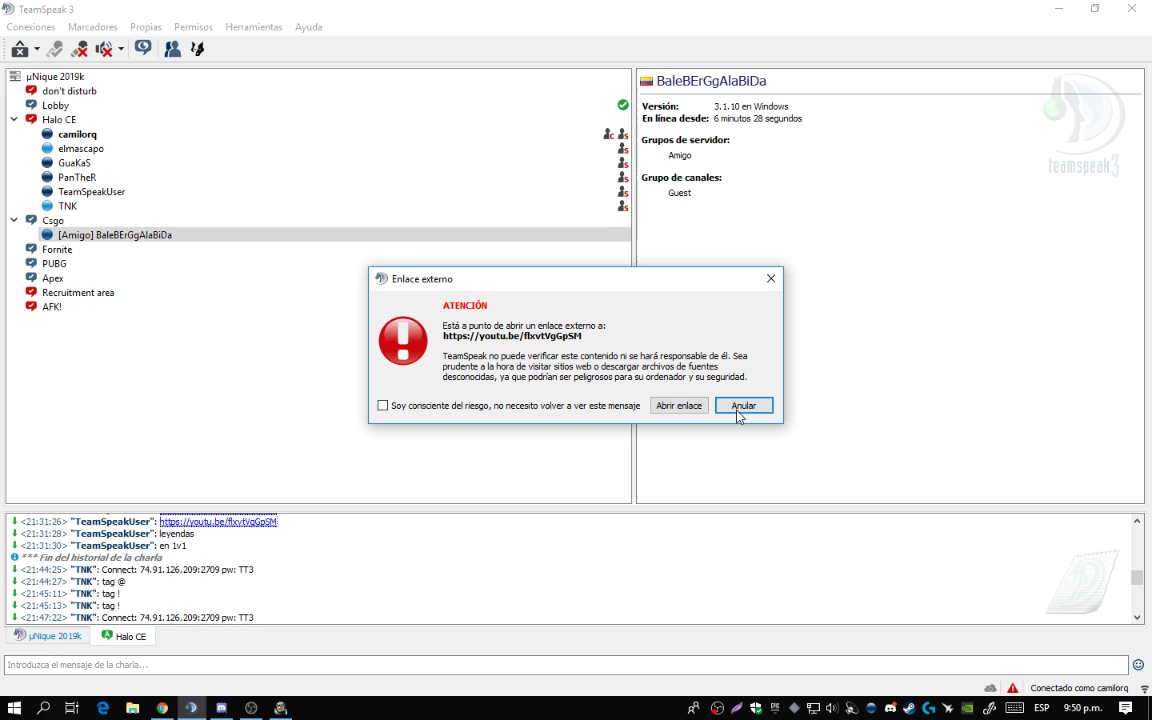 TeamSpeak 3
Conexiones Marcadores Propias Permisos Herramientas Ayuda
µNique 2019k
don't disturb
Lobby
Halo CE
camilorq
elmascapo
GuaKaS
PanTheR
TeamSpeakUser
TNK
Csgo
[Amigo] BaleBErGgAlaBiDa
Fornite
PUBG
Apex
Recruitment area
AFK!
BaleBErGgAlaBiDa
Versión: 3.1.10 en Windows
En línea desde: 6 minutos 28 segundos
Grupos de servidor:
Amigo
Grupo de canales:
Guest
teamspeak3
Enlace externo
ATENCIÓN
Está a punto de abrir un enlace externo a:
https://youtu.be/flxvtVgGpSM
TeamSpeak no puede verificar este contenido ni se hará responsable de él. Sea
prudente a la hora de visitar sitios web o descargar archivos de fuentes
desconocidas, ya que podrían ser peligrosos para su ordenador y su seguridad.
Soy consciente del riesgo, no necesito volver a ver este mensaje
Abrir enlace
Anular
<21:31:26> "TeamSpeakUser": https://youtu.be/flxvtVgGpSM
<21:31:28> "TeamSpeakUser": leyendas
<21:31:30> "TeamSpeakUser": en 1v1
*** Fin del historial de la charla
<21:44:25> "TNK": Connect: 74.91.126.209:2709 pw: TT3
<21:44:27> "TNK": tag @
<21:45:11> "TNK": tag !
<21:45:13> "TNK": tag !
<21:47:22> "TNK": Connect: 74.91.126.209:2709 pw: TT3
µNique 2019k
Halo CE
Introduzca el mensaje de la charla...
Conectado como camilorq
ESP
9:50 p.m.